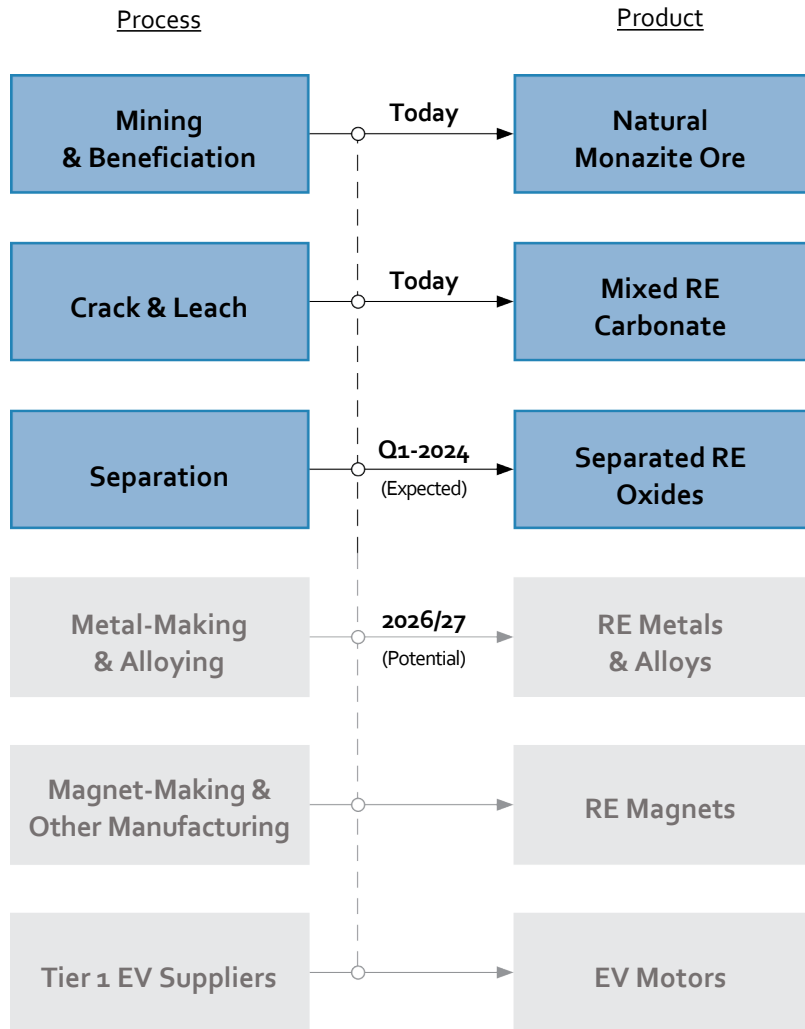 Process
Product
Mining
& Beneficiation
Today
Natural
Monazite Ore
Crack & Leach
Today
Mixed RE
Carbonate
Separation
Q1-2024
(Expected)
Separated RE
Oxides
Metal-Making
& Alloying
2026/27
(Potential)
RE Metals
& Alloys
Magnet-Making &
Other Manufacturing
RE Magnets
Tier 1 EV Suppliers
EV Motors